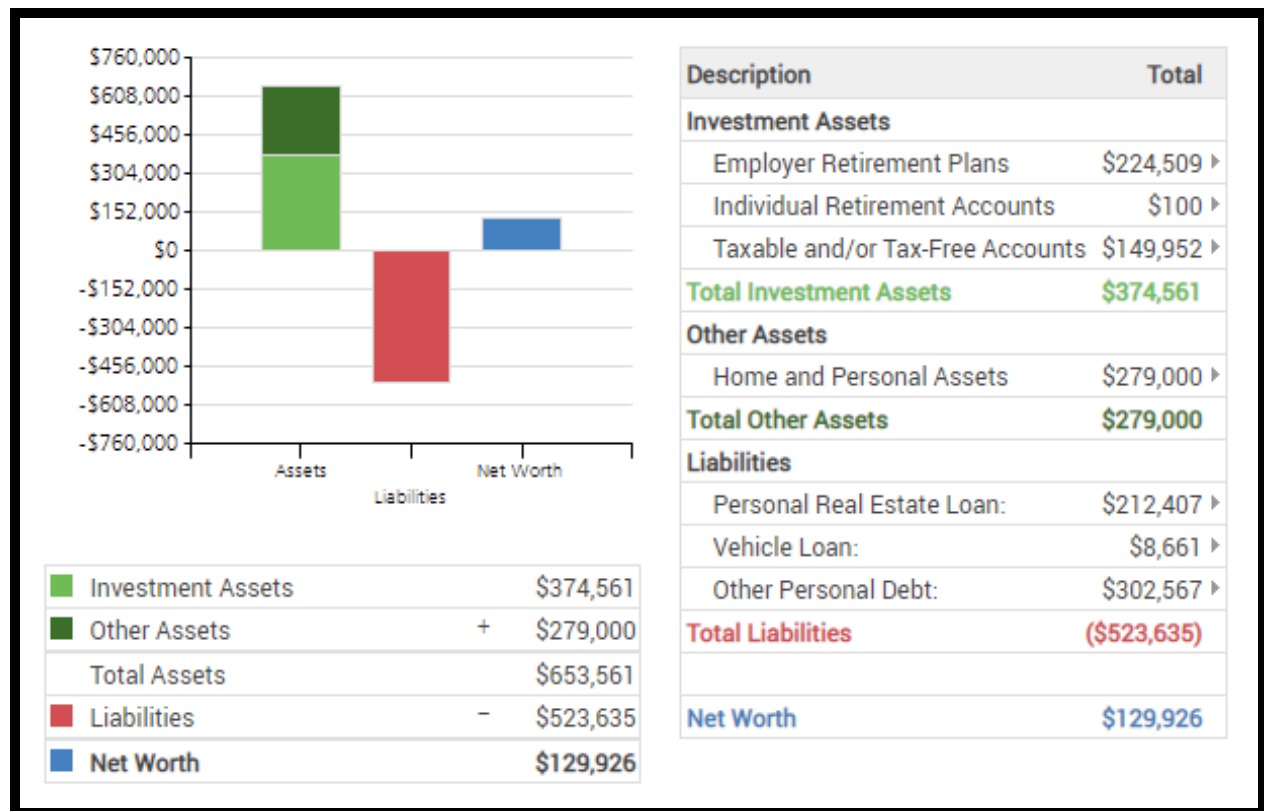 $760,000
$608,000
$456,000
$304,000
$152,000
$0
-$152,000
-$304,000
-$456,000
-$608,000
-$760,000
Assets
Liabilities
Net Worth
Investment Assets $374,561
Other Assets + $279,000
Total Assets $653,561
Liabilities − $523,635
Net Worth $129,926
Description Total
Investment Assets
Employer Retirement Plans $224,509
Individual Retirement Accounts $100
Taxable and/or Tax-Free Accounts $149,952
Total Investment Assets $374,561
Other Assets
Home and Personal Assets $279,000
Total Other Assets $279,000
Liabilities
Personal Real Estate Loan: $212,407
Vehicle Loan: $8,661
Other Personal Debt: $302,567
Total Liabilities ($523,635)
Net Worth $129,926